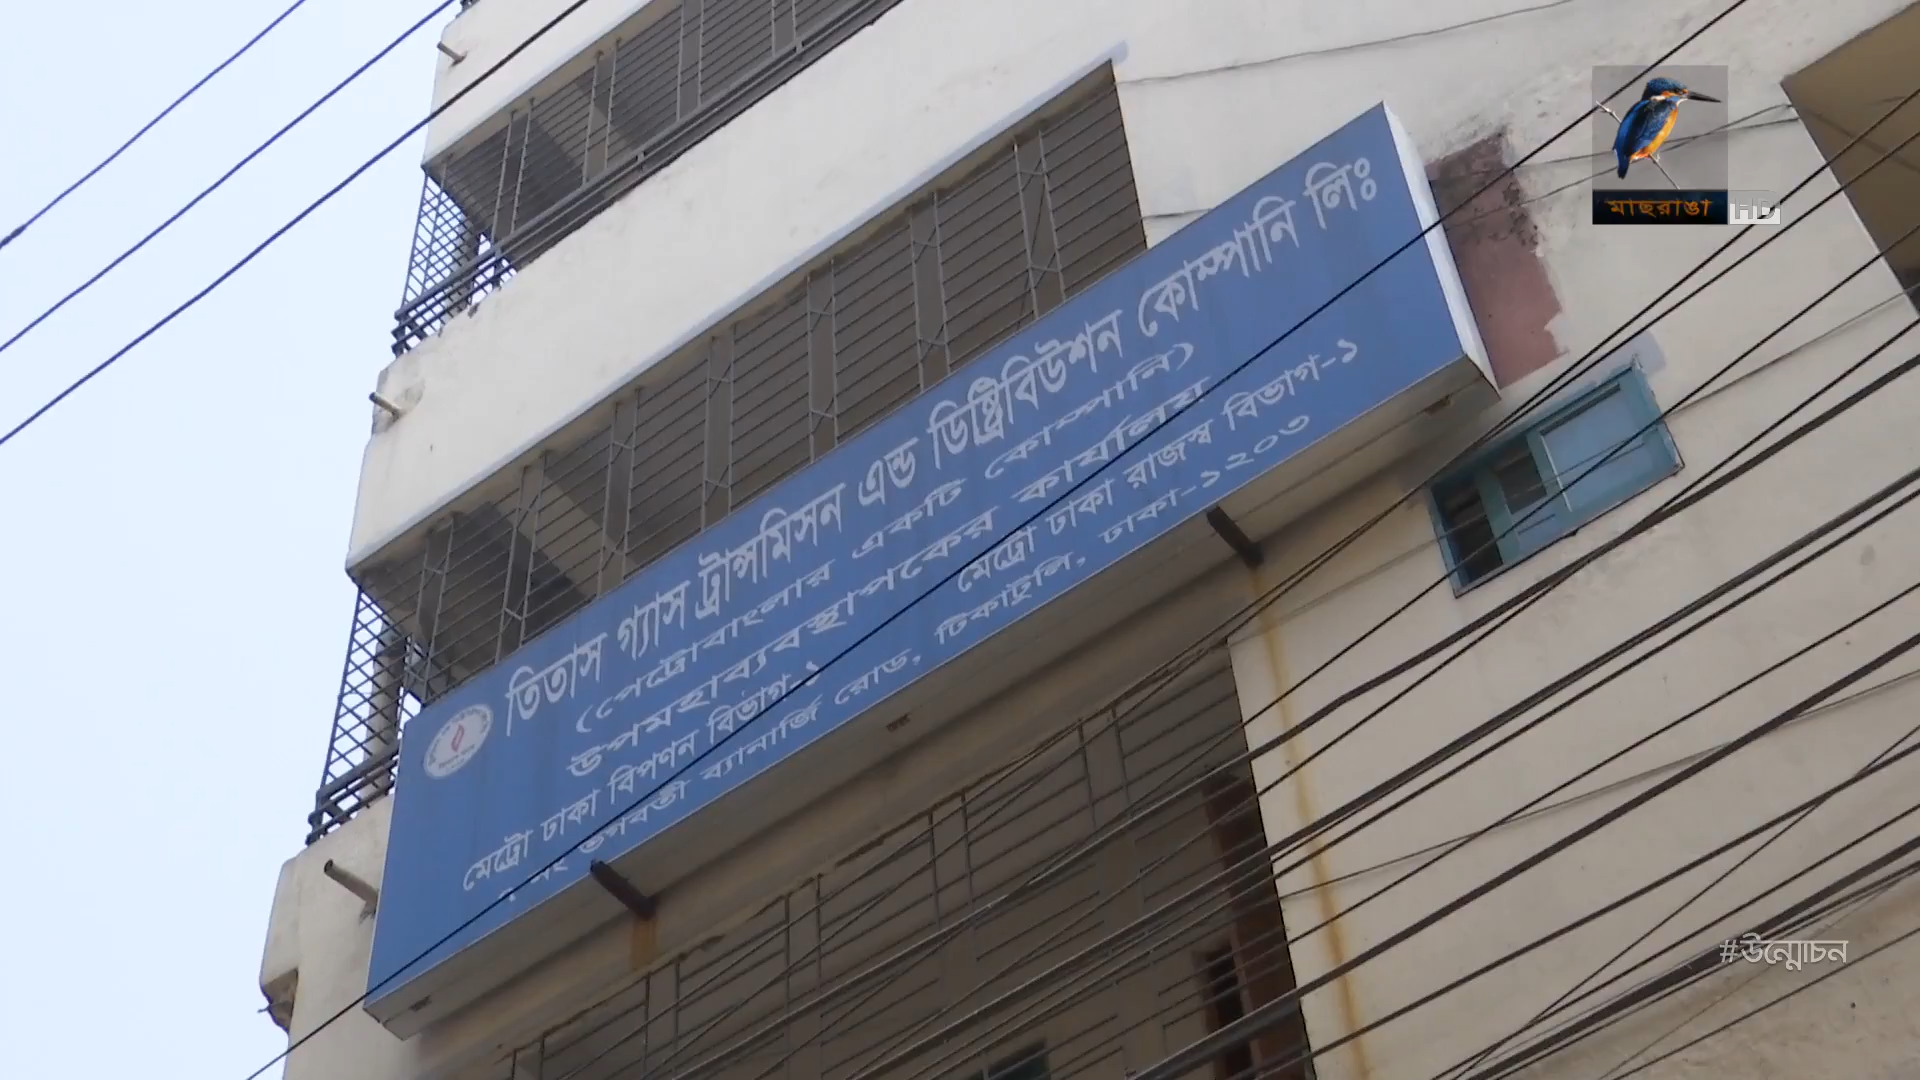 তিতাস গ্যাস ট্রান্সমিসন এন্ড ডিষ্ট্রিবিউশন কোম্পানি লিঃ
(পেট্রোবাংলার একটি কোম্পানি)
উপমহাব্যবস্থাপকের কার্যালয়
মেট্রো ঢাকা বিপণন বিভাগ-১ মেট্রো ঢাকা রাজস্ব বিভাগ-১
ভগবতী ব্যানার্জি রোড, টিকাটুলি, ঢাকা-১২০৩
মাছরাঙা HD
#উন্মোচন